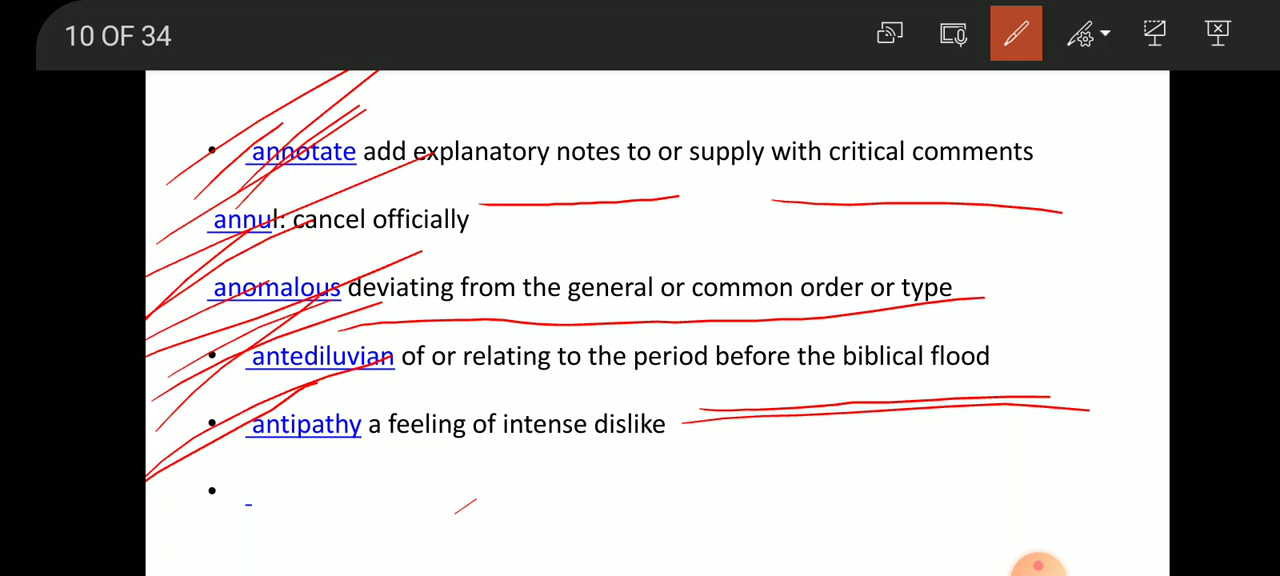 10 OF 34
• annotate add explanatory notes to or supply with critical comments
annul: cancel officially
anomalous deviating from the general or common order or type
• antediluvian of or relating to the period before the biblical flood
• antipathy a feeling of intense dislike
•